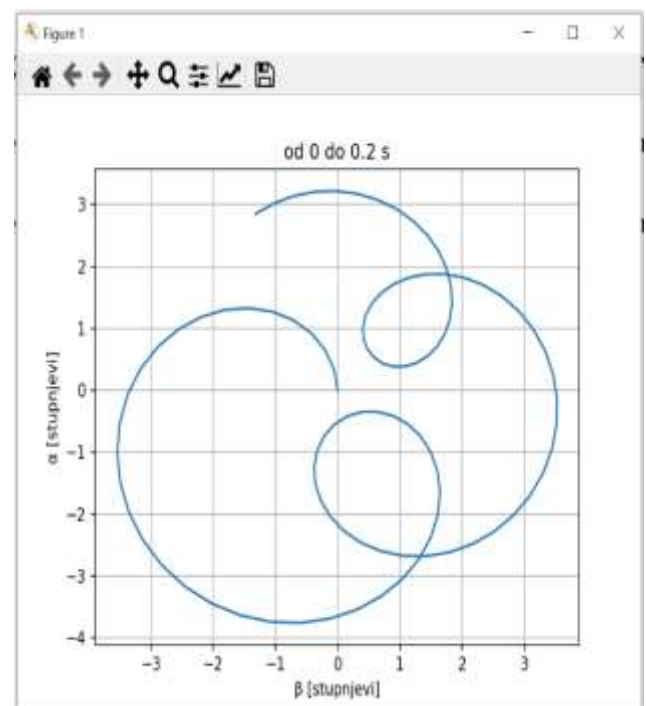 Figure 1
od 0 do 0.2 s
3
2
1
0
−1
−2
−3
−4
α [stupnjevi]
−3 −2 −1 0 1 2 3
β [stupnjevi]